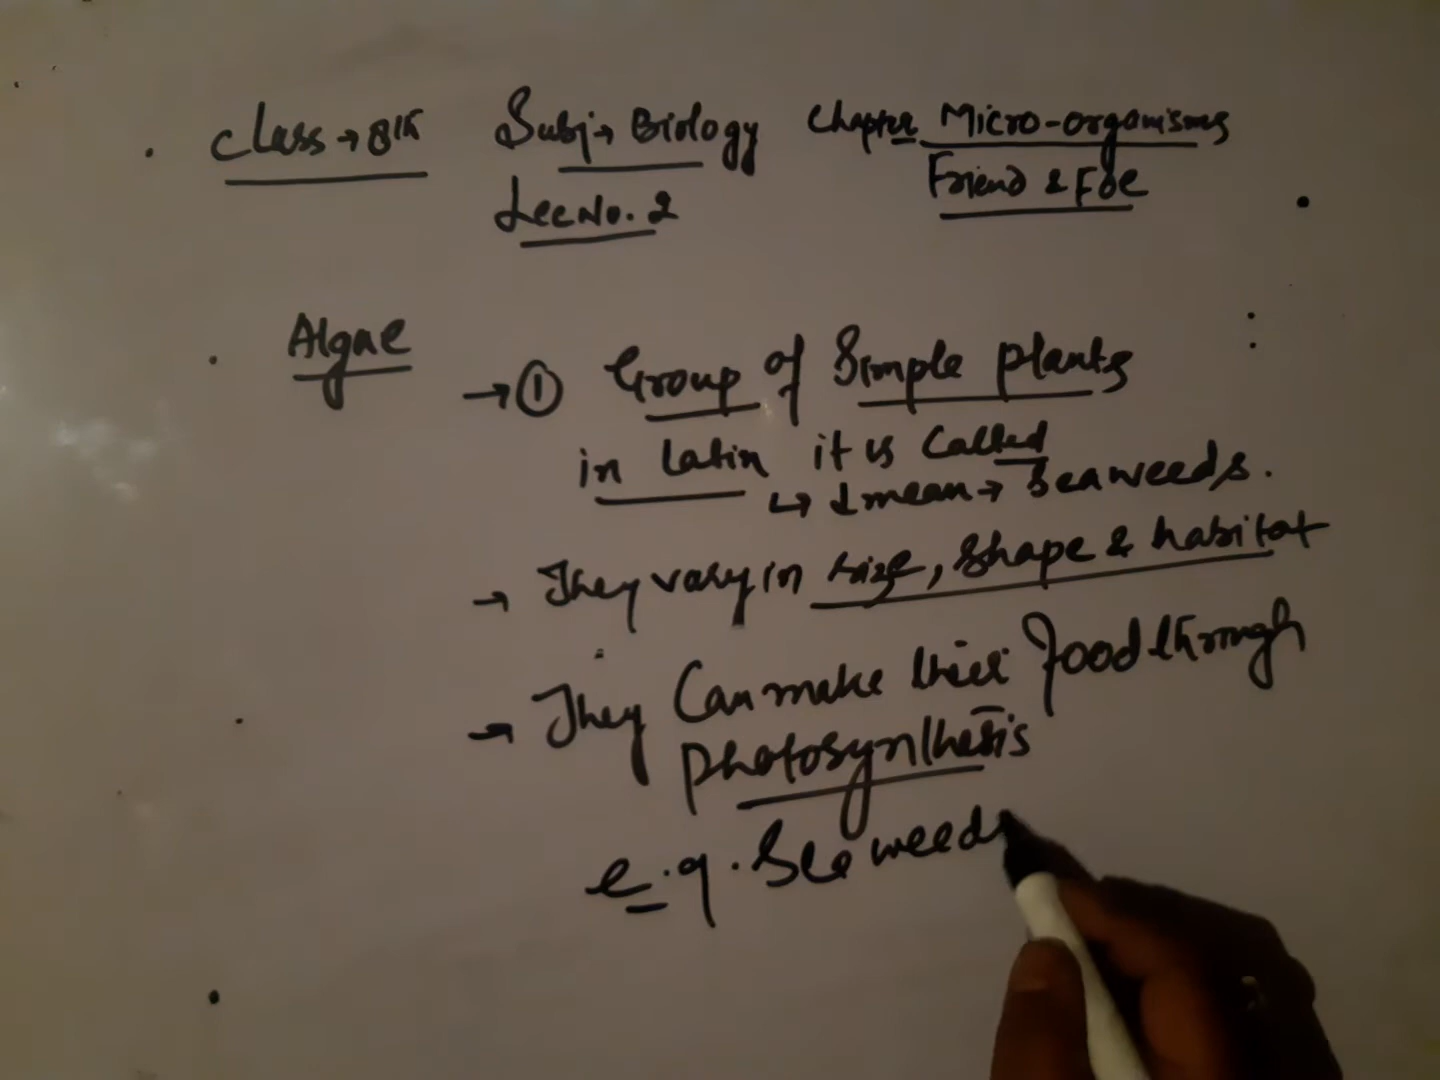 Class → 8th Subj → Biology Chapter Micro-organisms
Lec No. 2 Friend & Foe
Algae
→ ① Group of Simple plants
in Latin it is Called
↳ mean → Seaweeds.
→ They vary in size, shape & habitat
→ They Can make their food through
photosynthesis
e.g. Sea weeds